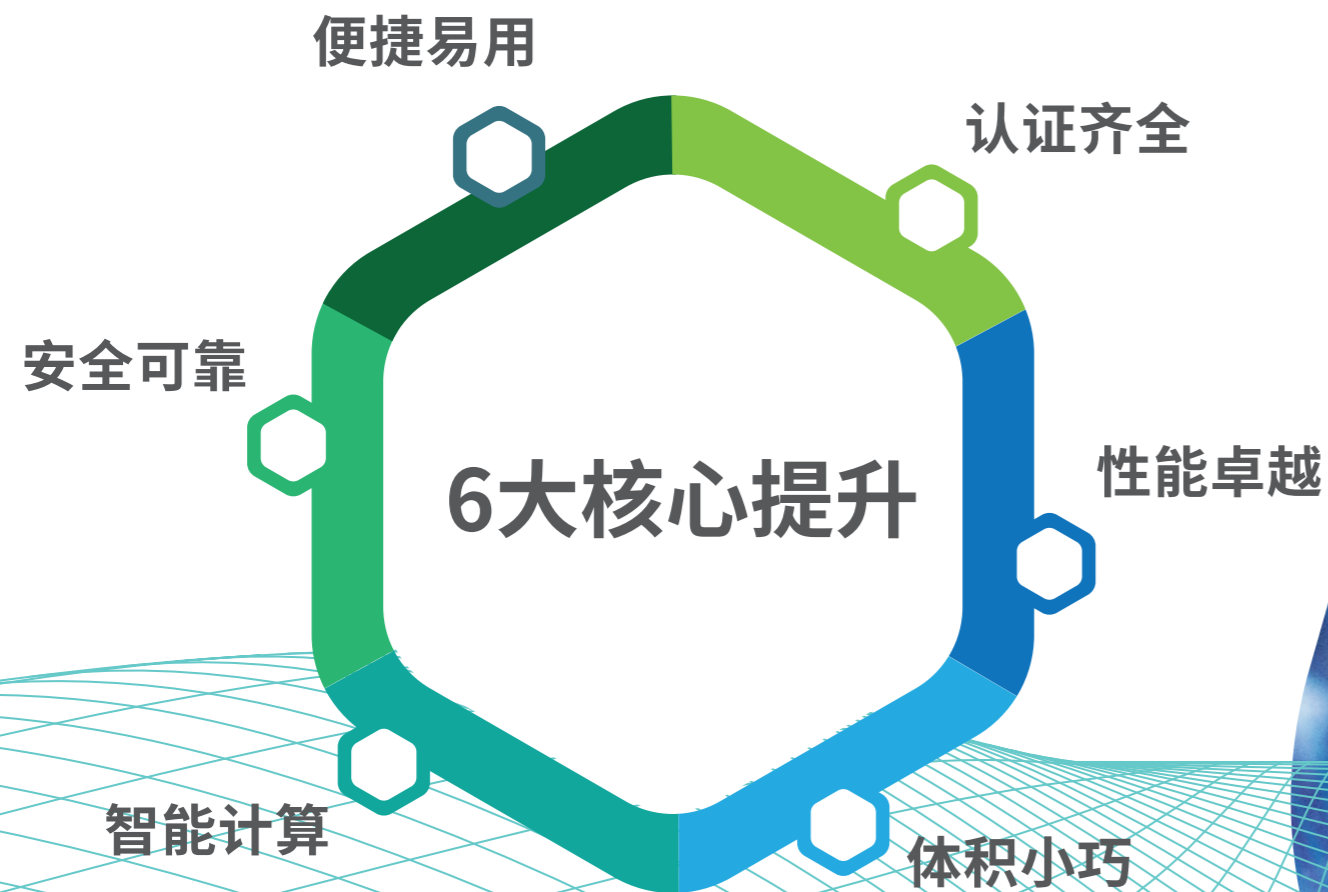 便捷易用
认证齐全
安全可靠
性能卓越
6大核心提升
智能计算
体积小巧